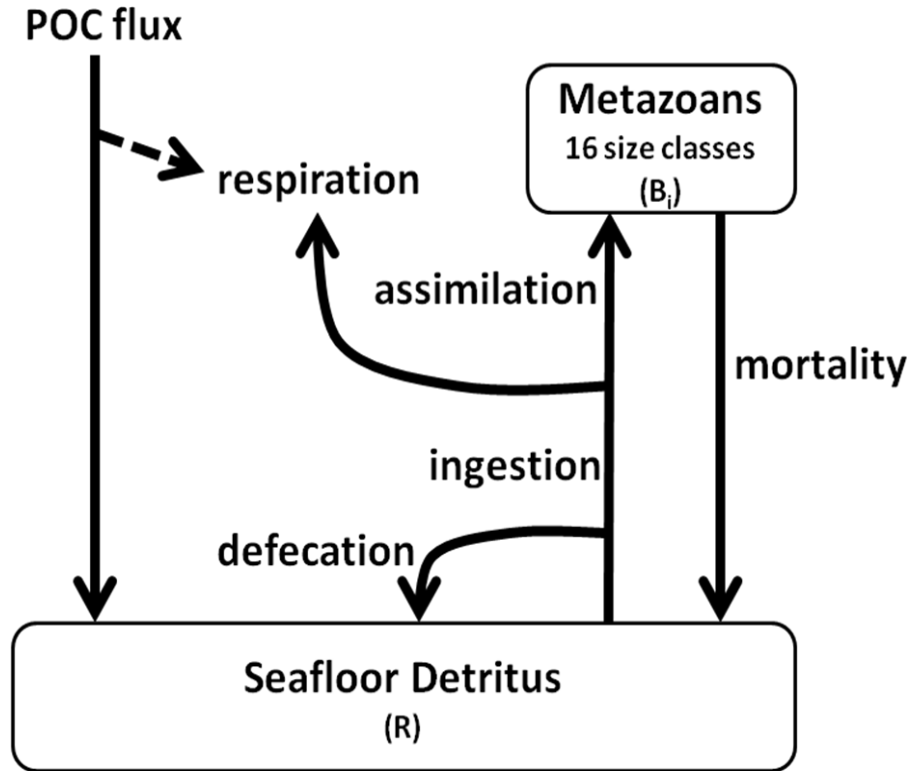 POC flux
Metazoans
16 size classes
(Bi)
respiration
assimilation
mortality
ingestion
defecation
Seafloor Detritus
(R)